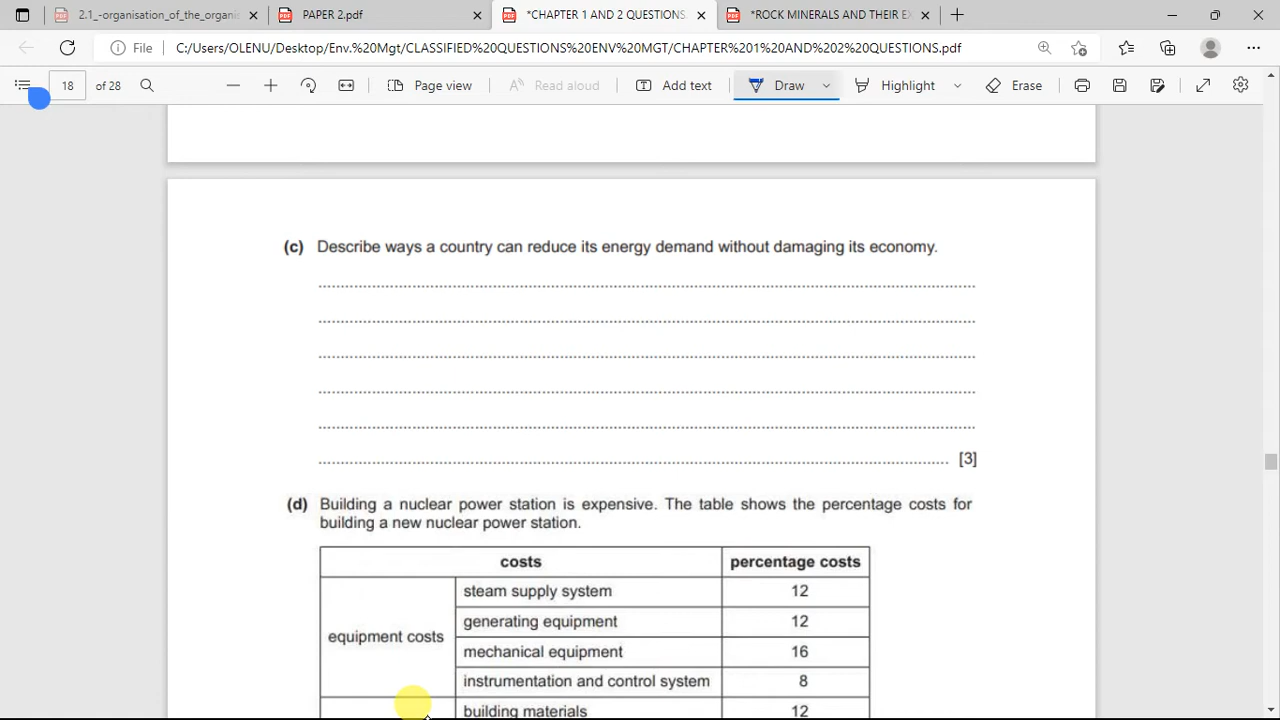 2.1_-organisation_of_the_organi
PAPER 2.pdf
*CHAPTER 1 AND 2 QUESTIONS
*ROCK MINERALS AND THEIR EX
File
C:/Users/OLENU/Desktop/Env.%20Mgt/CLASSIFIED%20QUESTIONS%20ENV%20MGT/CHAPTER%201%20AND%202%20QUESTIONS.pdf
18 of 28
Page view
Read aloud
Add text
Draw
Highlight
Erase
(c) Describe ways a country can reduce its energy demand without damaging its economy.
[3]
(d) Building a nuclear power station is expensive. The table shows the percentage costs for
building a new nuclear power station.
costs percentage costs
equipment costs
steam supply system 12
generating equipment 12
mechanical equipment 16
instrumentation and control system 8
building materials 12